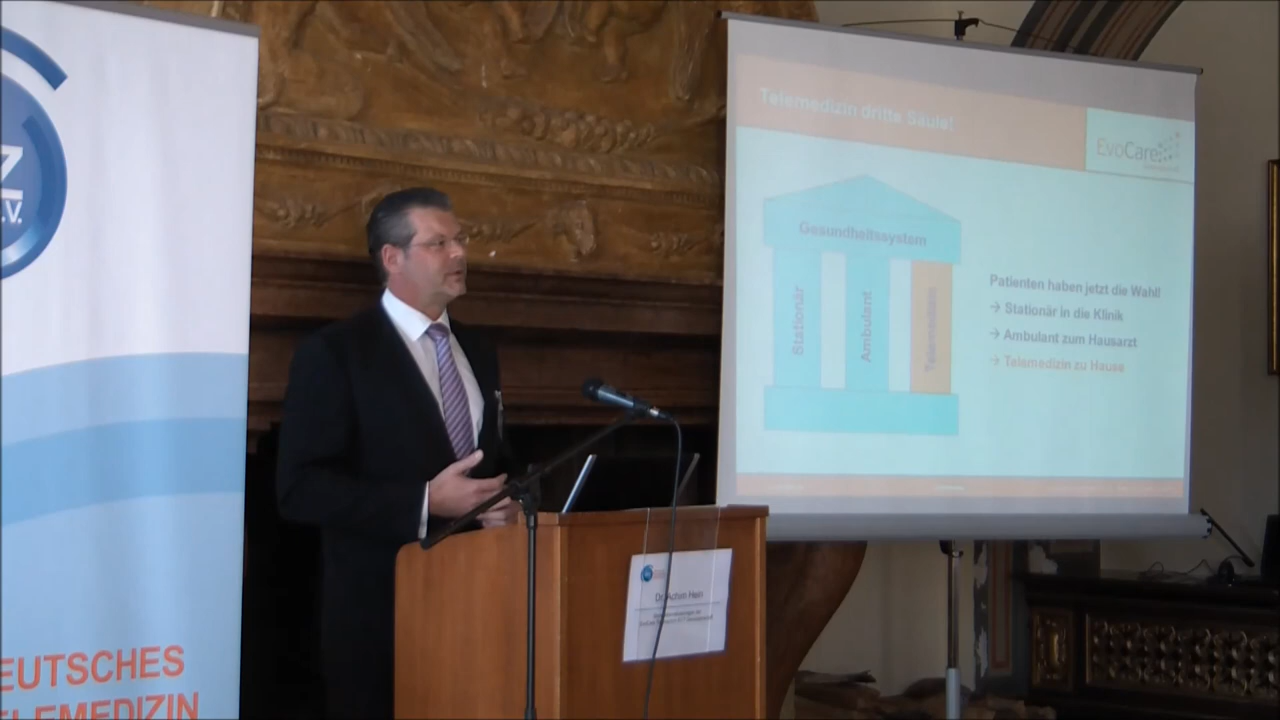 Z
.V.
EUTSCHES
ELEMEDIZIN
Telemedizin dritte Säule!
EvoCare
Gesundheitssystem
Stationär
Ambulant
Telemedizin
Patienten haben jetzt die Wahl!
→ Stationär in die Klinik
→ Ambulant zum Hausarzt
→ Telemedizin zu Hause
Dr. Achim Hein